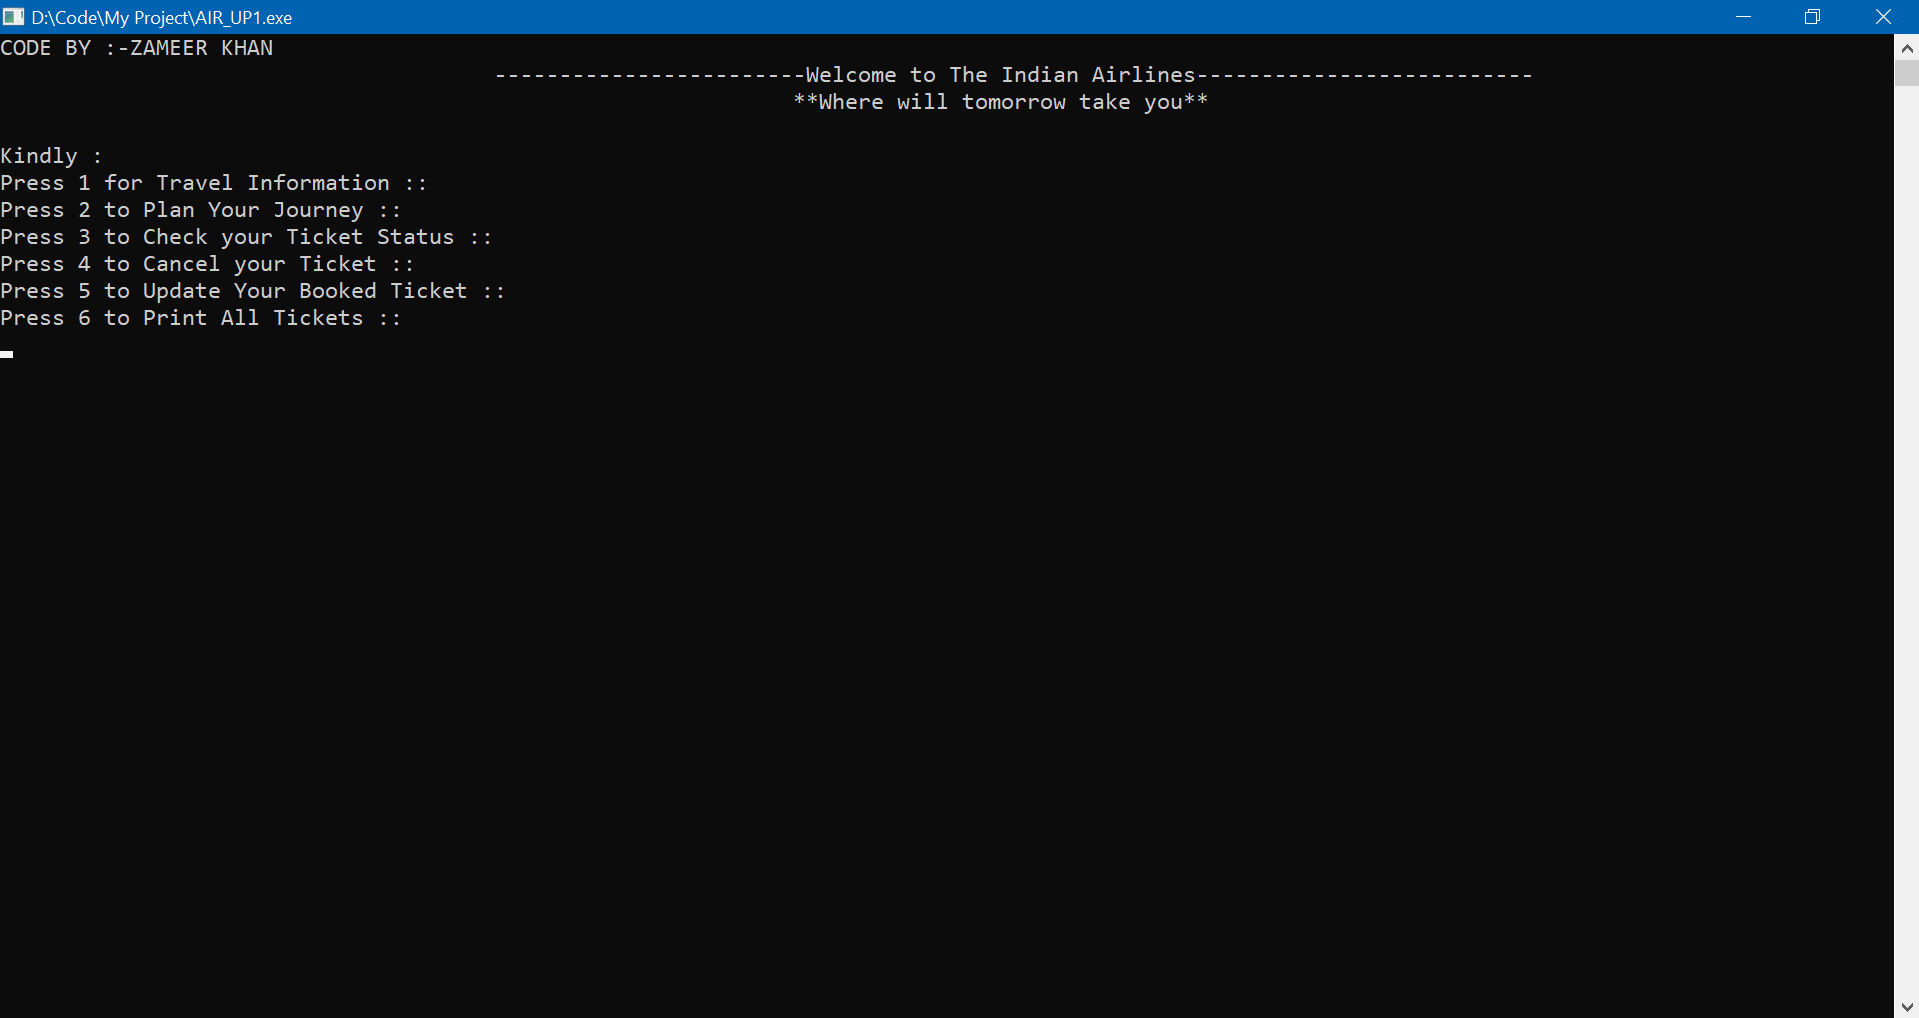 D:\Code\My Project\AIR_UP1.exe
CODE BY :-ZAMEER KHAN
------------------------Welcome to The Indian Airlines--------------------------
**Where will tomorrow take you**
Kindly :
Press 1 for Travel Information ::
Press 2 to Plan Your Journey ::
Press 3 to Check your Ticket Status ::
Press 4 to Cancel your Ticket ::
Press 5 to Update Your Booked Ticket ::
Press 6 to Print All Tickets ::